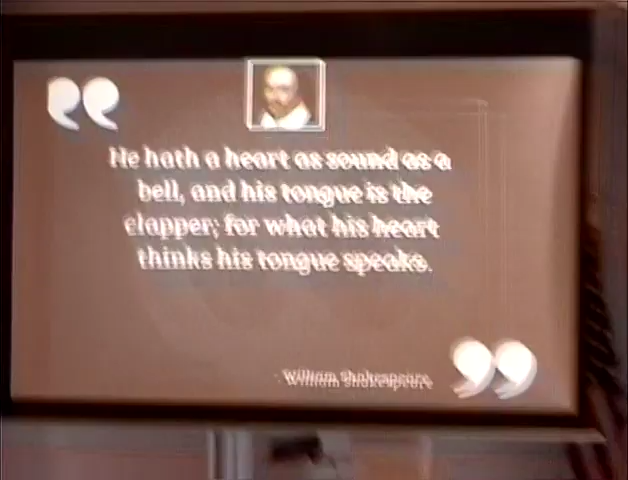 He hath a heart as sound as a
bell, and his tongue is the
clapper; for what his heart
thinks his tongue speaks.
- William Shakespeare